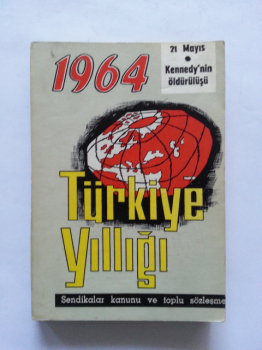 1964
21 Mayıs
•
Kennedy'nin
öldürülüşü
Türkiye
Yıllığı
Sendikalar kanunu ve toplu sözleşme